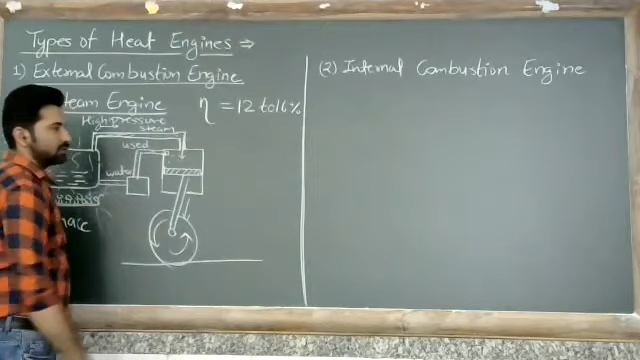 Types of Heat Engines ⇒
1) External Combustion Engine
team Engine
η = 12 to 16%
High pressure
steam
used
water
nace
(2) Internal Combustion Engine